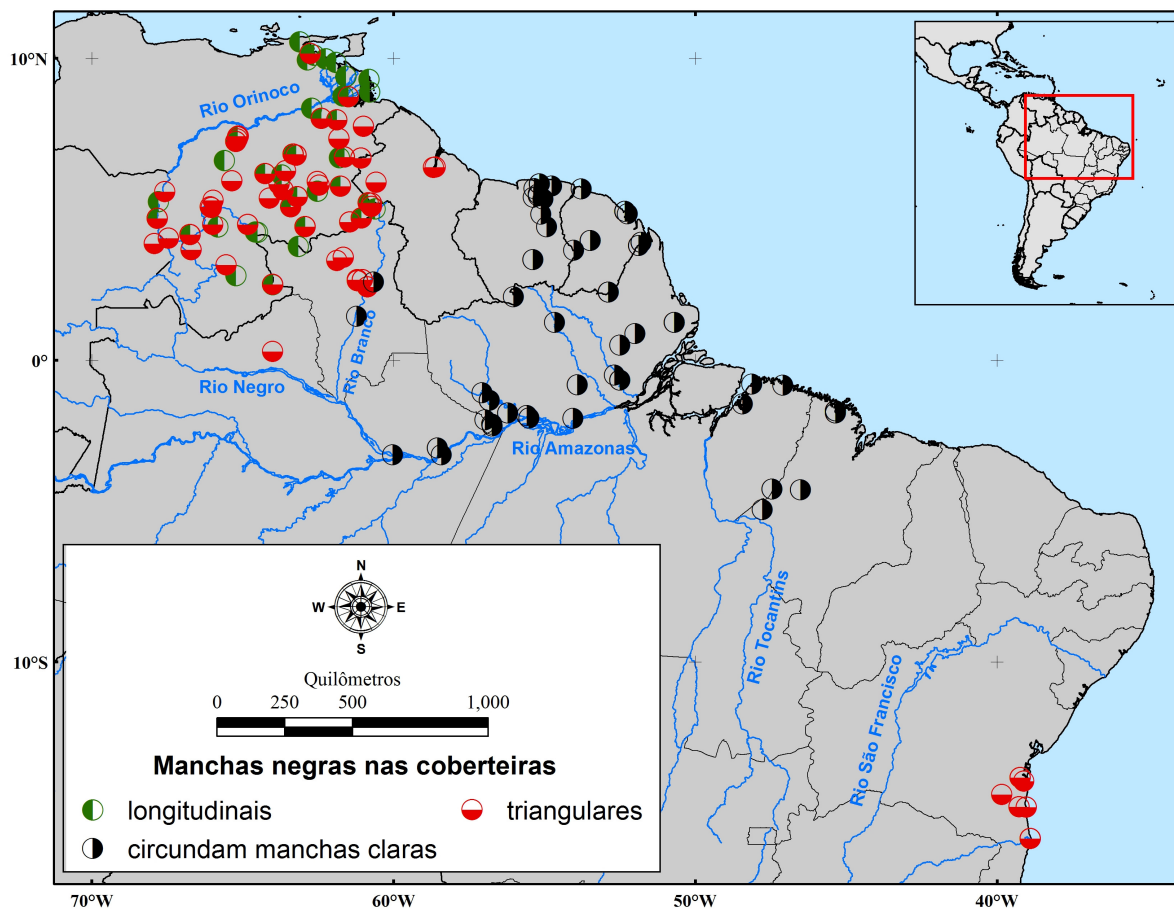 10°N
Rio Orinoco
0°
Rio Branco
Rio Negro
Rio Amazonas
Rio Tocantins
Rio São Francisco
10°S
N
W
E
S
Quilômetros
0 250 500 1,000
Manchas negras nas coberteiras
longitudinais
triangulares
circundam manchas claras
70°W 60°W 50°W 40°W